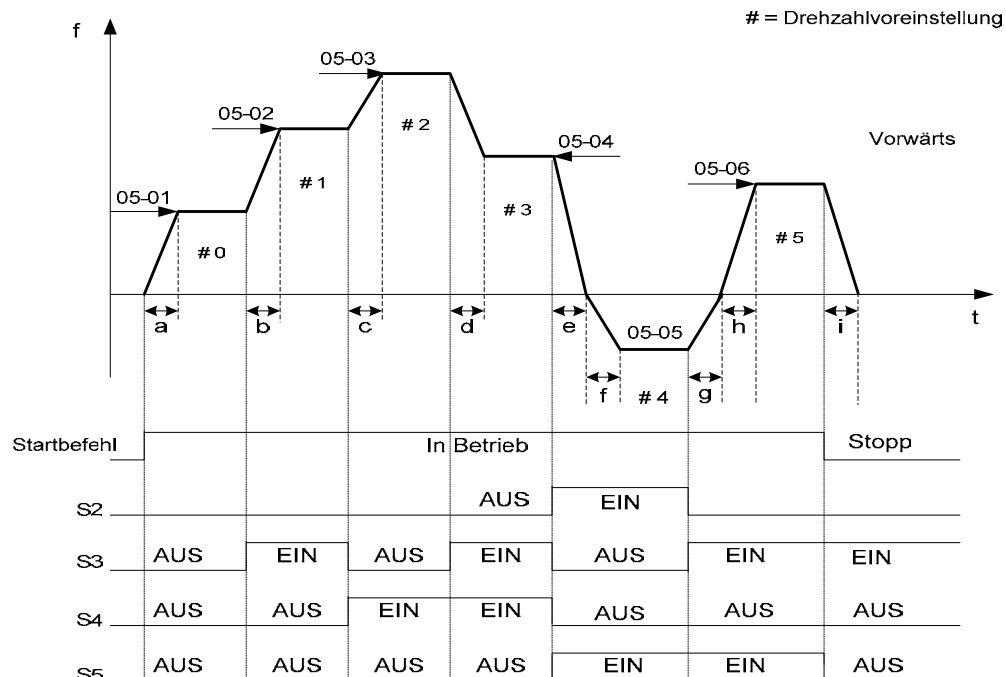 # = Drehzahlvoreinstellung
f
05-03
05-02
# 2
05-04
Vorwärts
# 1
05-06
05-01
# 3
# 5
# 0
a b c d e h i t
05-05
f # 4 g
Startbefehl In Betrieb Stopp
S2 AUS EIN
S3 AUS EIN AUS EIN AUS EIN EIN
S4 AUS AUS EIN EIN AUS AUS AUS
S5 AUS AUS AUS AUS EIN EIN AUS